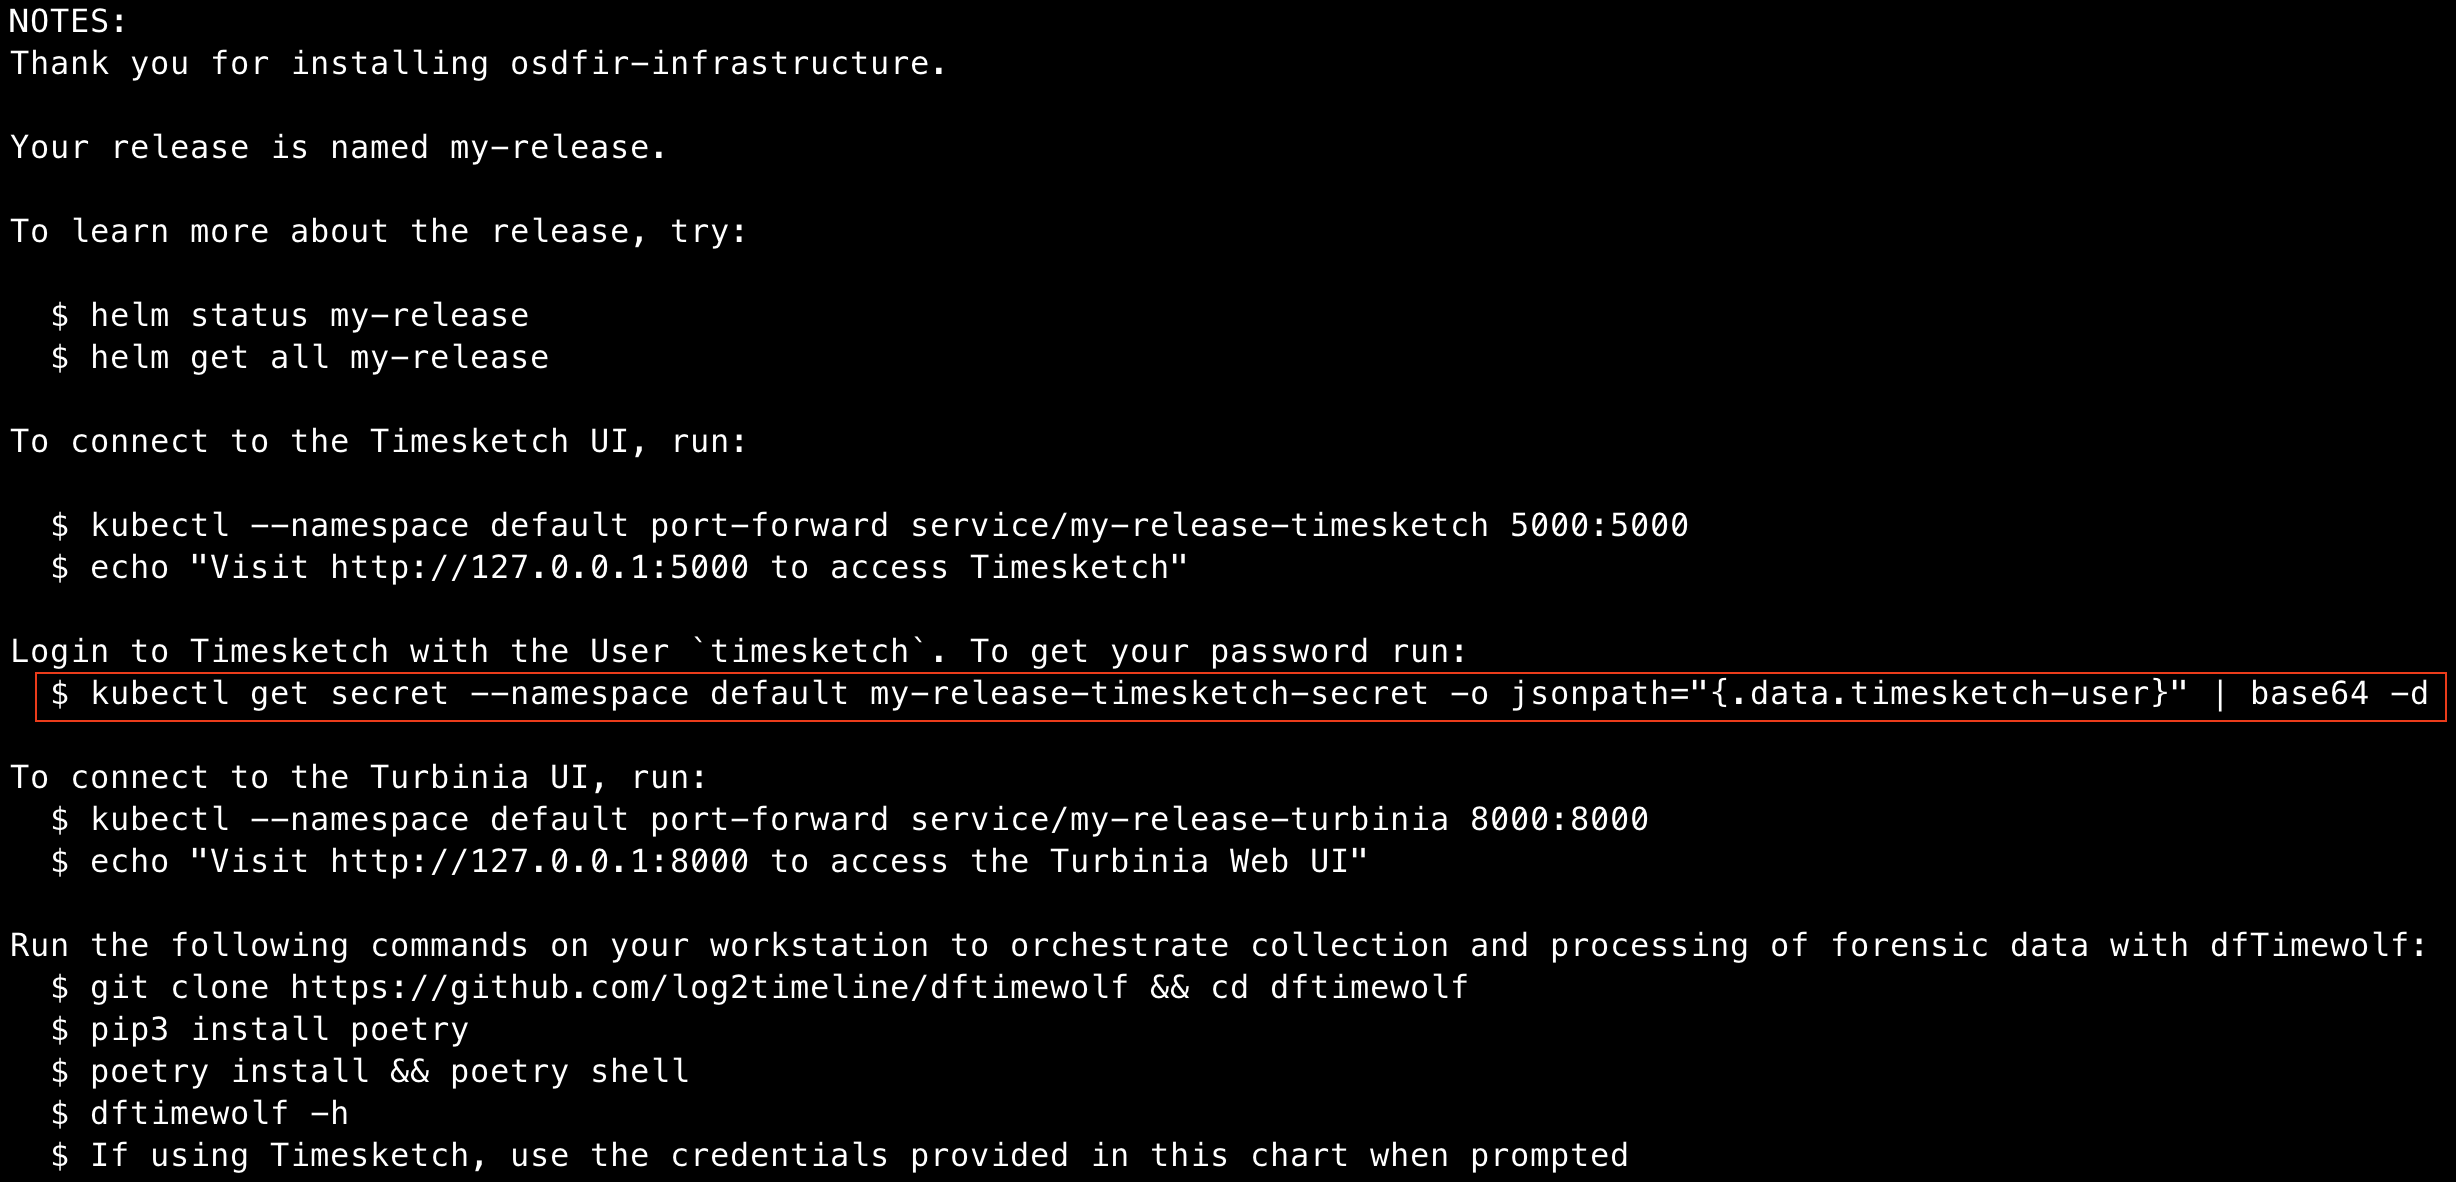 NOTES:
Thank you for installing osdfir-infrastructure.
Your release is named my-release.
To learn more about the release, try:
$ helm status my-release
$ helm get all my-release
To connect to the Timesketch UI, run:
$ kubectl --namespace default port-forward service/my-release-timesketch 5000:5000
$ echo "Visit http://127.0.0.1:5000 to access Timesketch"
Login to Timesketch with the User `timesketch`. To get your password run:
$ kubectl get secret --namespace default my-release-timesketch-secret -o jsonpath="{.data.timesketch-user}" | base64 -d
To connect to the Turbinia UI, run:
$ kubectl --namespace default port-forward service/my-release-turbinia 8000:8000
$ echo "Visit http://127.0.0.1:8000 to access the Turbinia Web UI"
Run the following commands on your workstation to orchestrate collection and processing of forensic data with dfTimewolf:
$ git clone https://github.com/log2timeline/dftimewolf && cd dftimewolf
$ pip3 install poetry
$ poetry install && poetry shell
$ dftimewolf -h
$ If using Timesketch, use the credentials provided in this chart when prompted